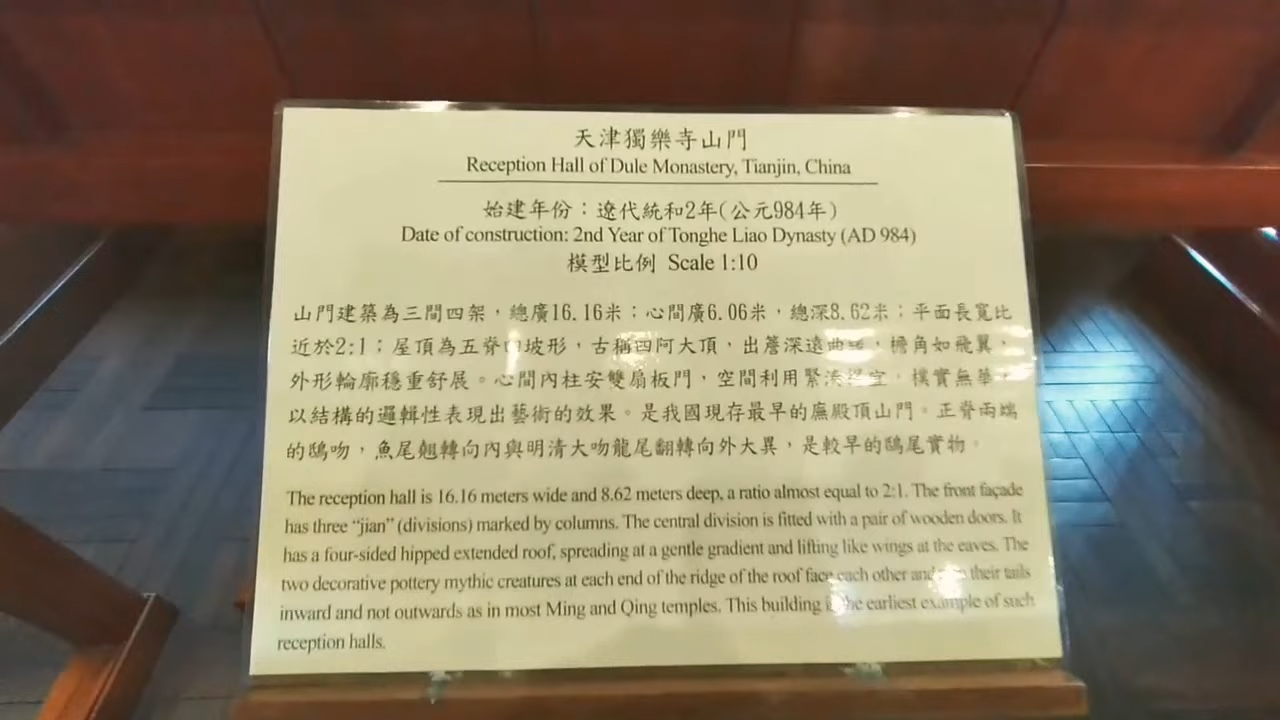 天津獨樂寺山門
Reception Hall of Dule Monastery, Tianjin, China
始建年份：遼代統和2年(公元984年)
Date of construction: 2nd Year of Tonghe Liao Dynasty (AD 984)
模型比例 Scale 1:10
山門建築為三間四架，總廣16.16米；心間廣6.06米，總深8.62米；平面長寬比
近於2:1；屋頂為五脊 坡形，古稱四阿大頂，出簷深遠 ，檐角如飛翼，
外形輪廓穩重舒展。心間內柱安雙扇板門，空間利用緊 ，樸實無華，
以結構的邏輯性表現出藝術的效果。是我國現存最早的廡殿頂山門。正脊兩端
的鴟吻，魚尾翹轉向內與明清大吻龍尾翻轉向外大異，是較早的鴟尾實物。
The reception hall is 16.16 meters wide and 8.62 meters deep, a ratio almost equal to 2:1. The front façade
has three “jian” (divisions) marked by columns. The central division is fitted with a pair of wooden doors. It
has a four-sided hipped extended roof, spreading at a gentle gradient and lifting like wings at the eaves. The
two decorative pottery mythic creatures at each end of the ridge of the roof face each other and their tails
inward and not outwards as in most Ming and Qing temples. This building is the earliest example of such
reception halls.